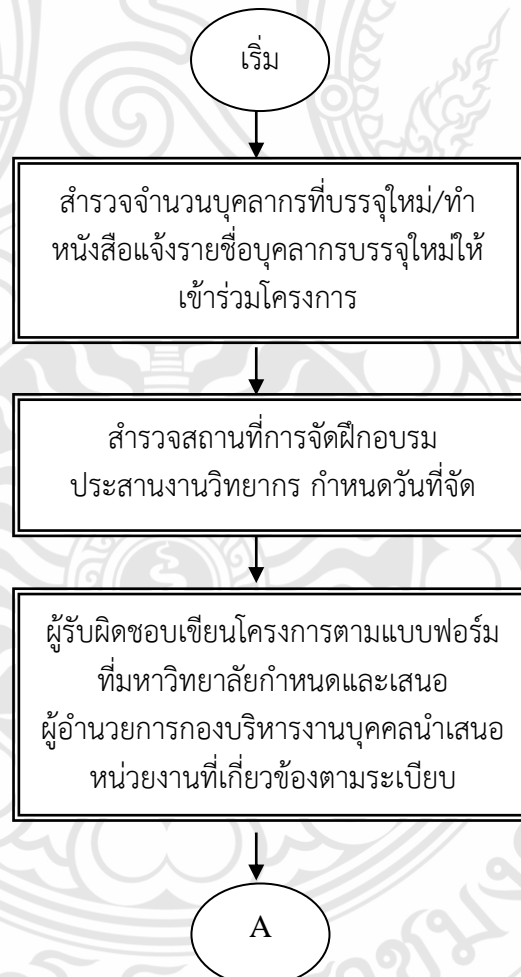 เริ่ม
สำรวจจำนวนบุคลากรที่บรรจุใหม่/ทำ
หนังสือแจ้งรายชื่อบุคลากรบรรจุใหม่ให้
เข้าร่วมโครงการ
สำรวจสถานที่การจัดฝึกอบรม
ประสานงานวิทยากร กำหนดวันที่จัด
ผู้รับผิดชอบเขียนโครงการตามแบบฟอร์ม
ที่มหาวิทยาลัยกำหนดและเสนอ
ผู้อำนวยการกองบริหารงานบุคคลนำเสนอ
หน่วยงานที่เกี่ยวข้องตามระเบียบ
A